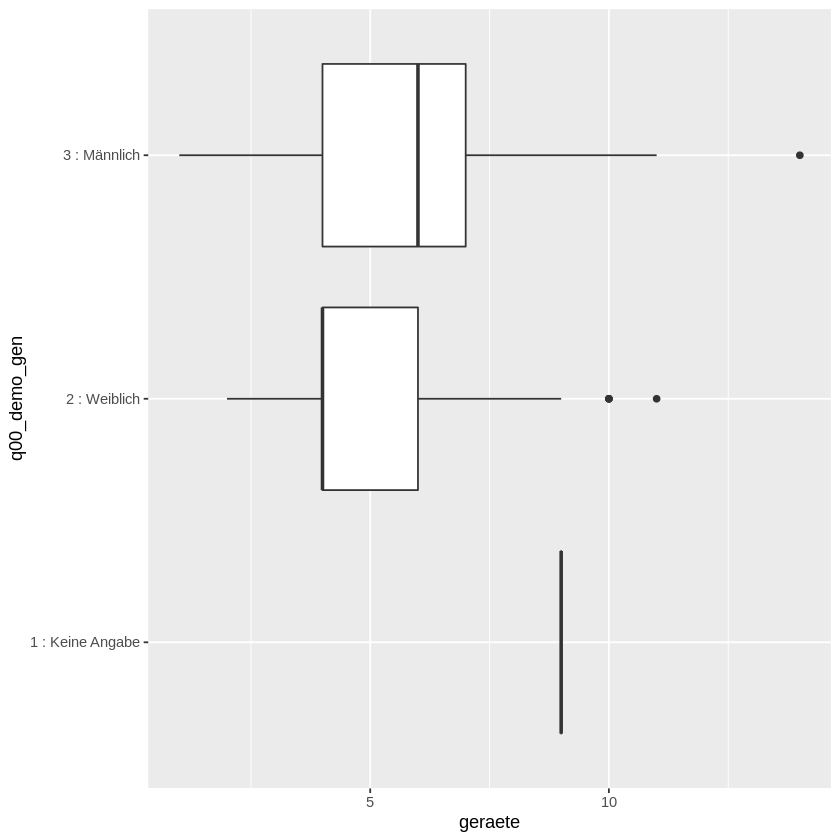 3 : Männlich
2 : Weiblich
1 : Keine Angabe
q00_demo_gen
5 10
geraete